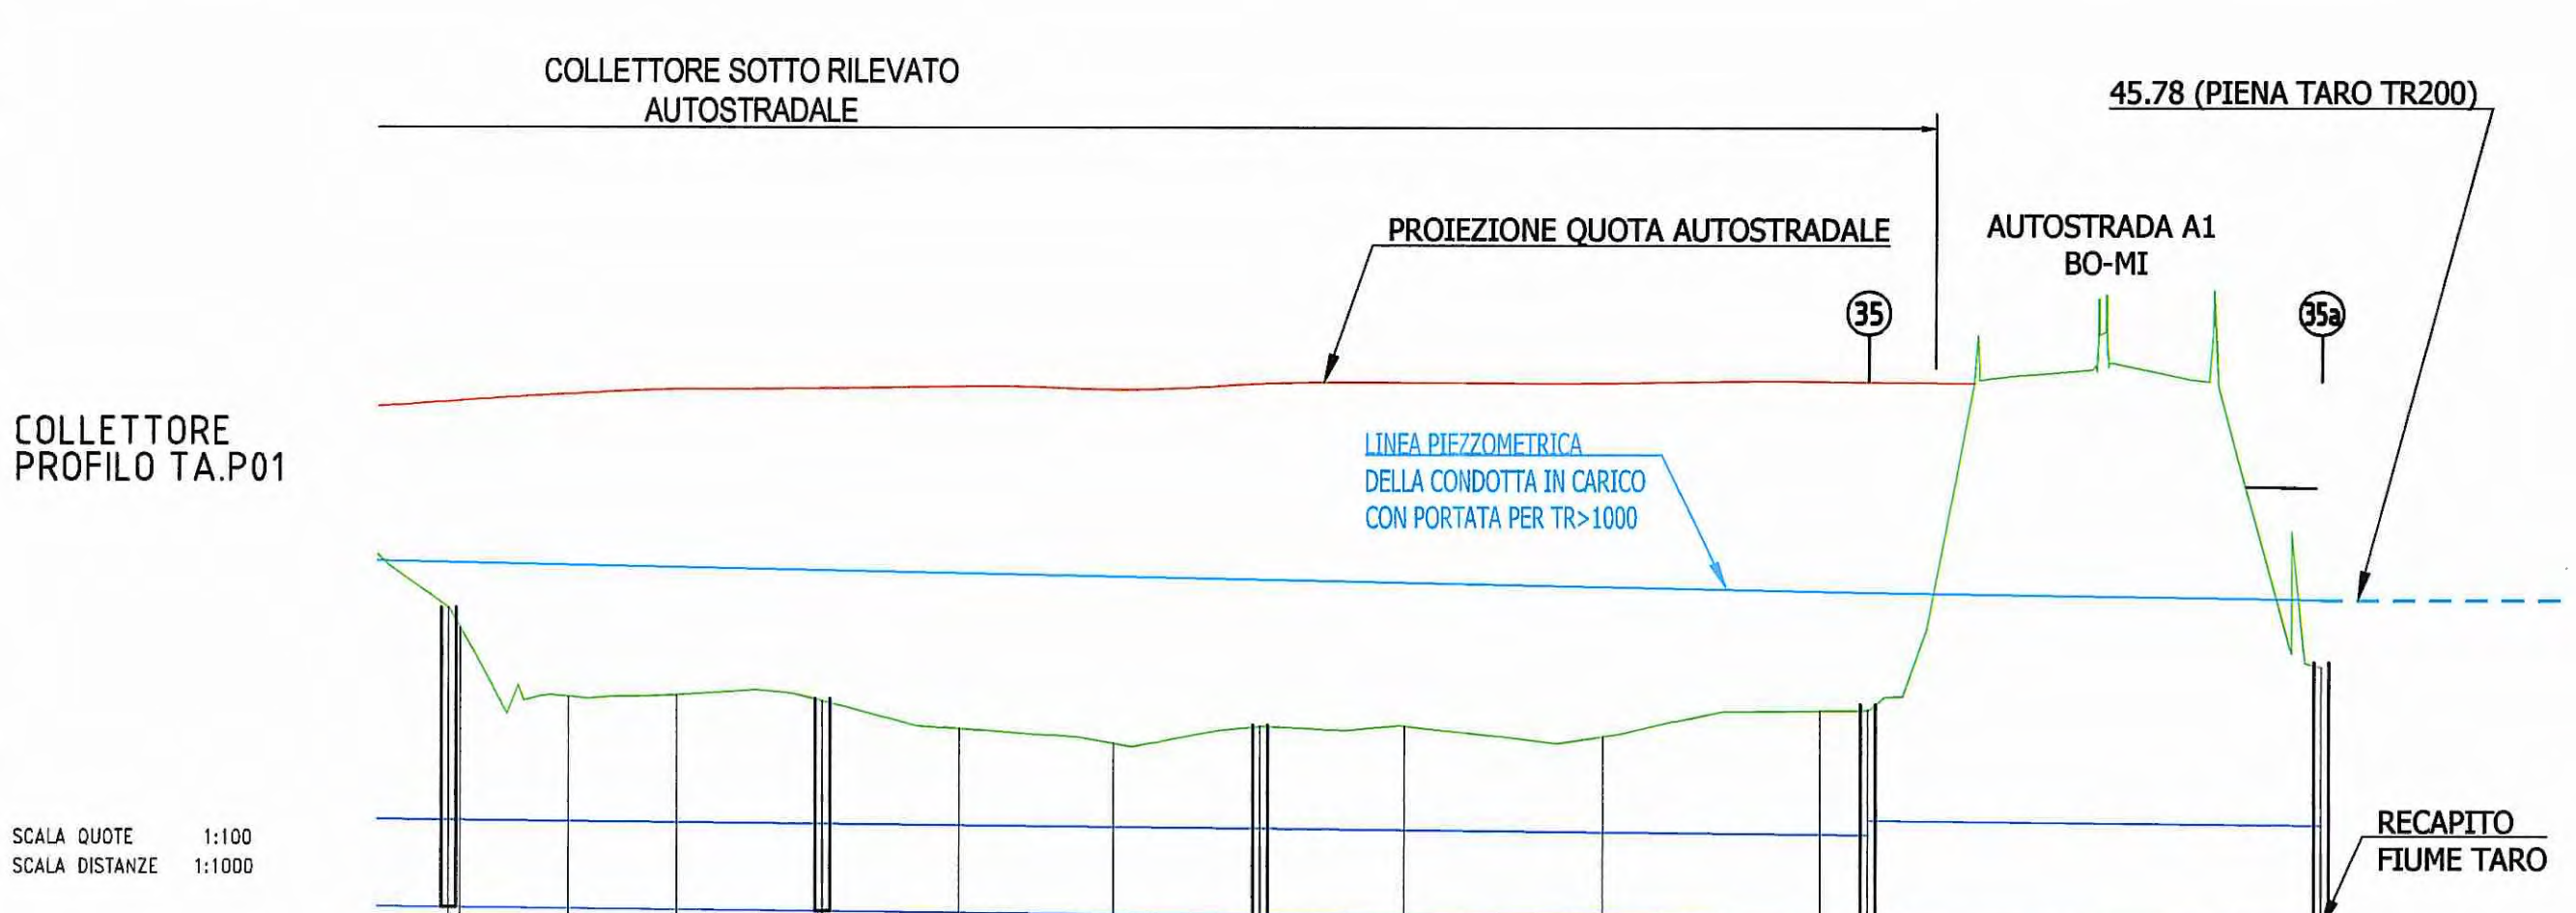 COLLETTORE SOTTO RILEVATO
AUTOSTRADALE
45.78 (PIENA TARO TR200)
PROIEZIONE QUOTA AUTOSTRADALE
AUTOSTRADA A1
BO-MI
35
35a
COLLETTORE
PROFILO TA.P01
LINEA PIEZZOMETRICA
DELLA CONDOTTA IN CARICO
CON PORTATA PER TR>1000
SCALA QUOTE 1:100
SCALA DISTANZE 1:1000
RECAPITO
FIUME TARO